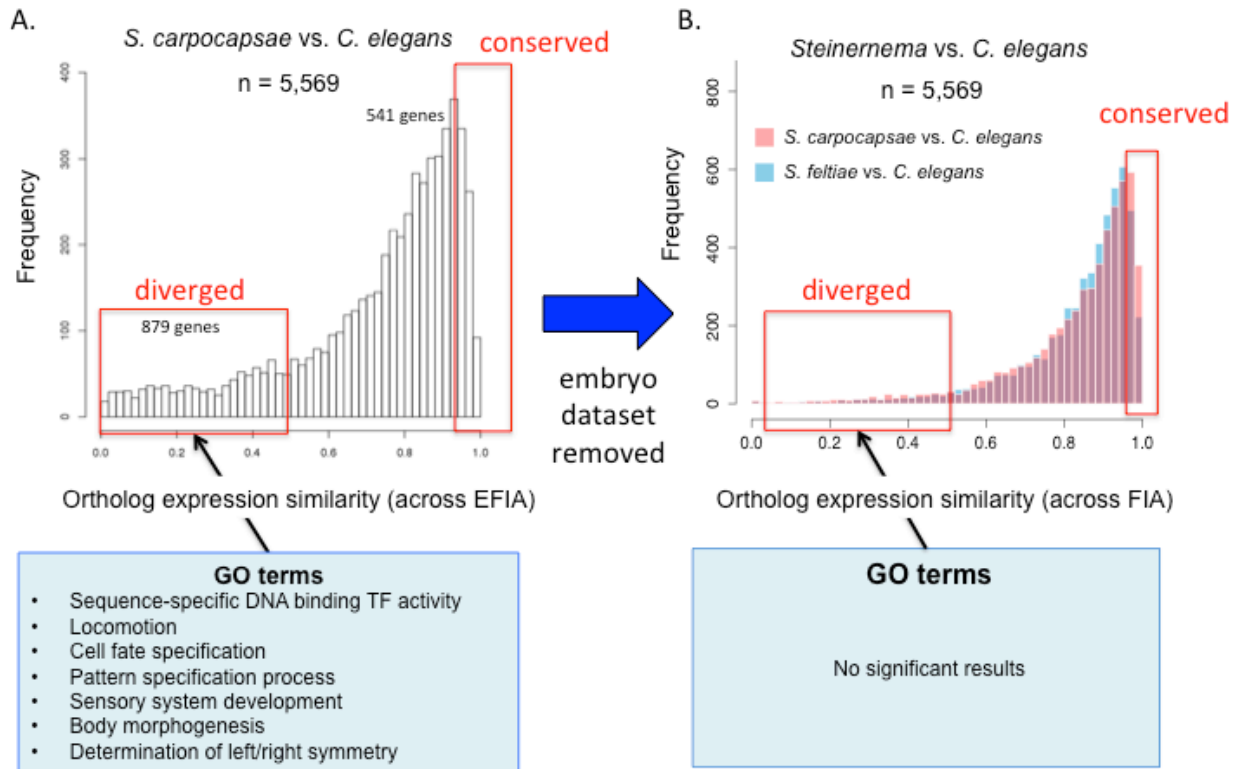 A.
S. carpocapsae vs. C. elegans
conserved
n = 5,569
541 genes
Frequency
400
300
200
100
0
diverged
879 genes
0.0 0.2 0.4 0.6 0.8 1.0
Ortholog expression similarity (across EFIA)
GO terms
• Sequence-specific DNA binding TF activity
• Locomotion
• Cell fate specification
• Pattern specification process
• Sensory system development
• Body morphogenesis
• Determination of left/right symmetry
embryo
dataset
removed
B.
Steinernema vs. C. elegans
n = 5,569
conserved
S. carpocapsae vs. C. elegans
S. feltiae vs. C. elegans
Frequency
800
600
400
200
0
diverged
0.0 0.2 0.4 0.6 0.8 1.0
Ortholog expression similarity (across FIA)
GO terms
No significant results